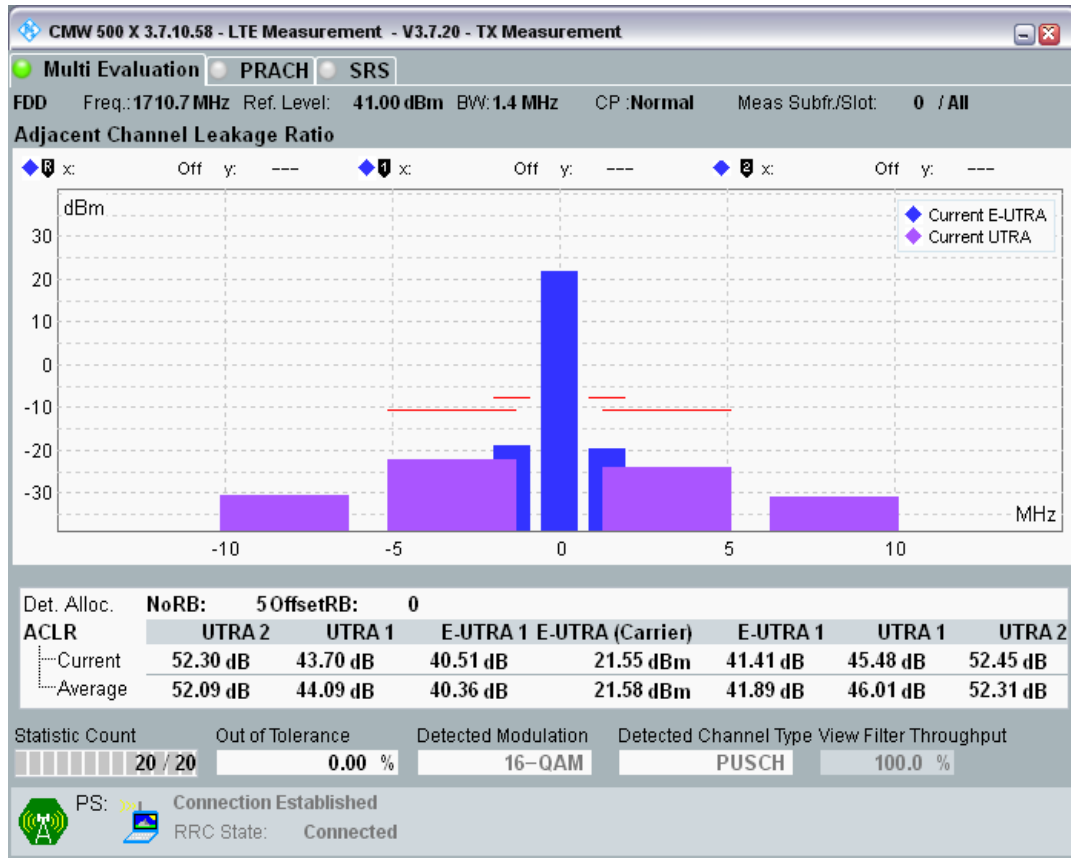 CMW 500 X 3.7.10.58 - LTE Measurement - V3.7.20 - TX Measurement
Multi Evaluation PRACH SRS
FDD Freq.:1710.7 MHz Ref. Level: 41.00 dBm BW:1.4 MHz CP :Normal Meas Subfr./Slot: 0 / All
Adjacent Channel Leakage Ratio
R x: Off y: --- 1 x: Off y: --- 2 x: Off y: ---
dBm
Current E-UTRA
Current UTRA
30
20
10
0
-10
-20
-30
MHz
-10 -5 0 5 10
Det. Alloc. NoRB: 5 OffsetRB: 0
ACLR UTRA 2 UTRA 1 E-UTRA 1 E-UTRA (Carrier) E-UTRA 1 UTRA 1 UTRA 2
Current 52.30 dB 43.70 dB 40.51 dB 21.55 dBm 41.41 dB 45.48 dB 52.45 dB
Average 52.09 dB 44.09 dB 40.36 dB 21.58 dBm 41.89 dB 46.01 dB 52.31 dB
Statistic Count Out of Tolerance Detected Modulation Detected Channel Type View Filter Throughput
20 / 20 0.00 % 16-QAM PUSCH 100.0 %
PS: Connection Established
RRC State: Connected